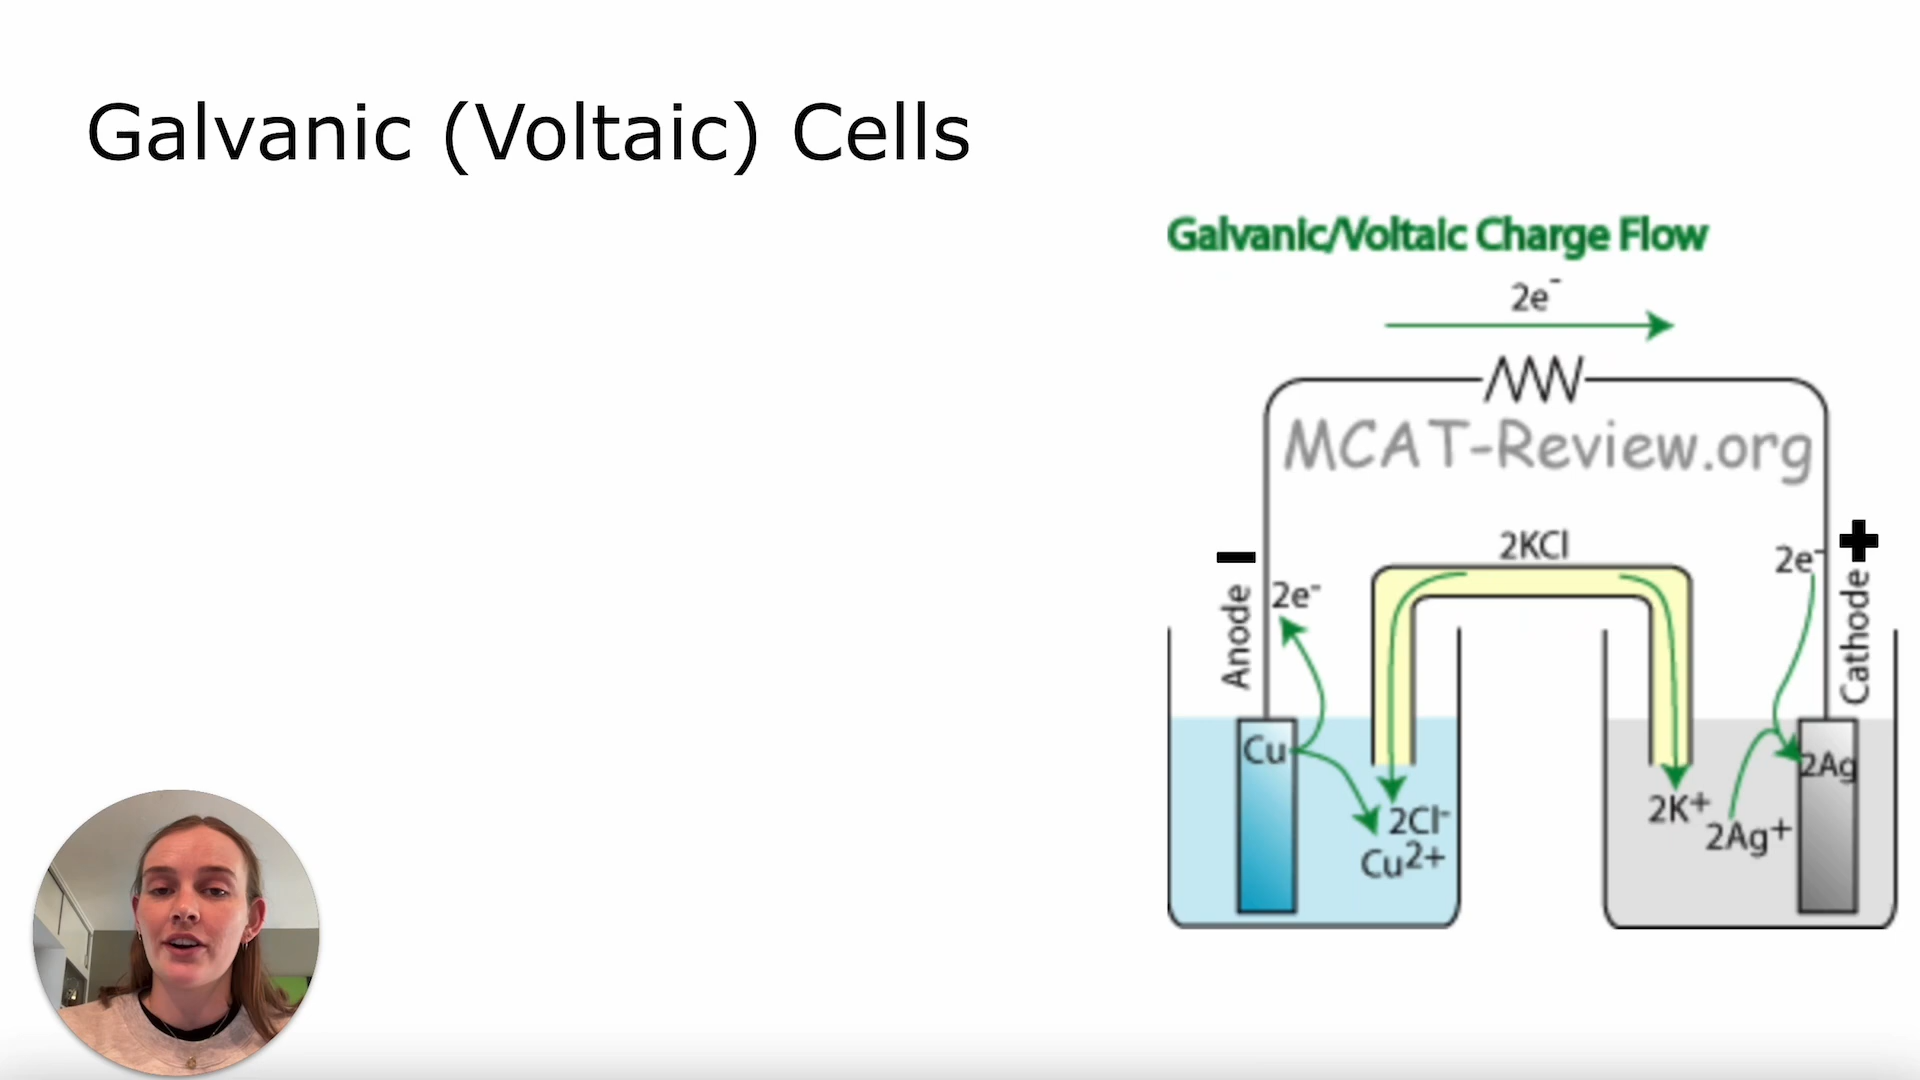 Galvanic (Voltaic) Cells
Galvanic/Voltaic Charge Flow
2e⁻
MCAT-Review.org
2KCl
− +
Anode
2e⁻
2e⁻
Cathode
Cu
2Ag
2Cl⁻
Cu²⁺
2K⁺
2Ag⁺